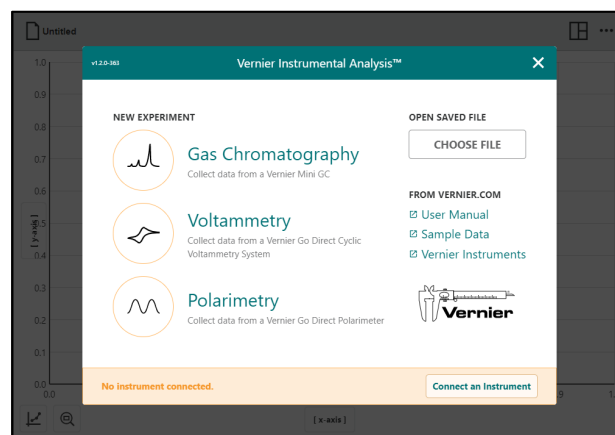 Untitled
v1.2.0-363
Vernier Instrumental Analysis™
NEW EXPERIMENT
Gas Chromatography
Collect data from a Vernier Mini GC
Voltammetry
Collect data from a Vernier Go Direct Cyclic
Voltammetry System
Polarimetry
Collect data from a Vernier Go Direct Polarimeter
OPEN SAVED FILE
CHOOSE FILE
FROM VERNIER.COM
User Manual
Sample Data
Vernier Instruments
Vernier
No instrument connected.
Connect an Instrument
1.0
0.9
0.8
0.7
0.6
0.5
0.4
0.3
0.2
0.1
0.0
[ y-axis ]
0.0
[ x-axis ]